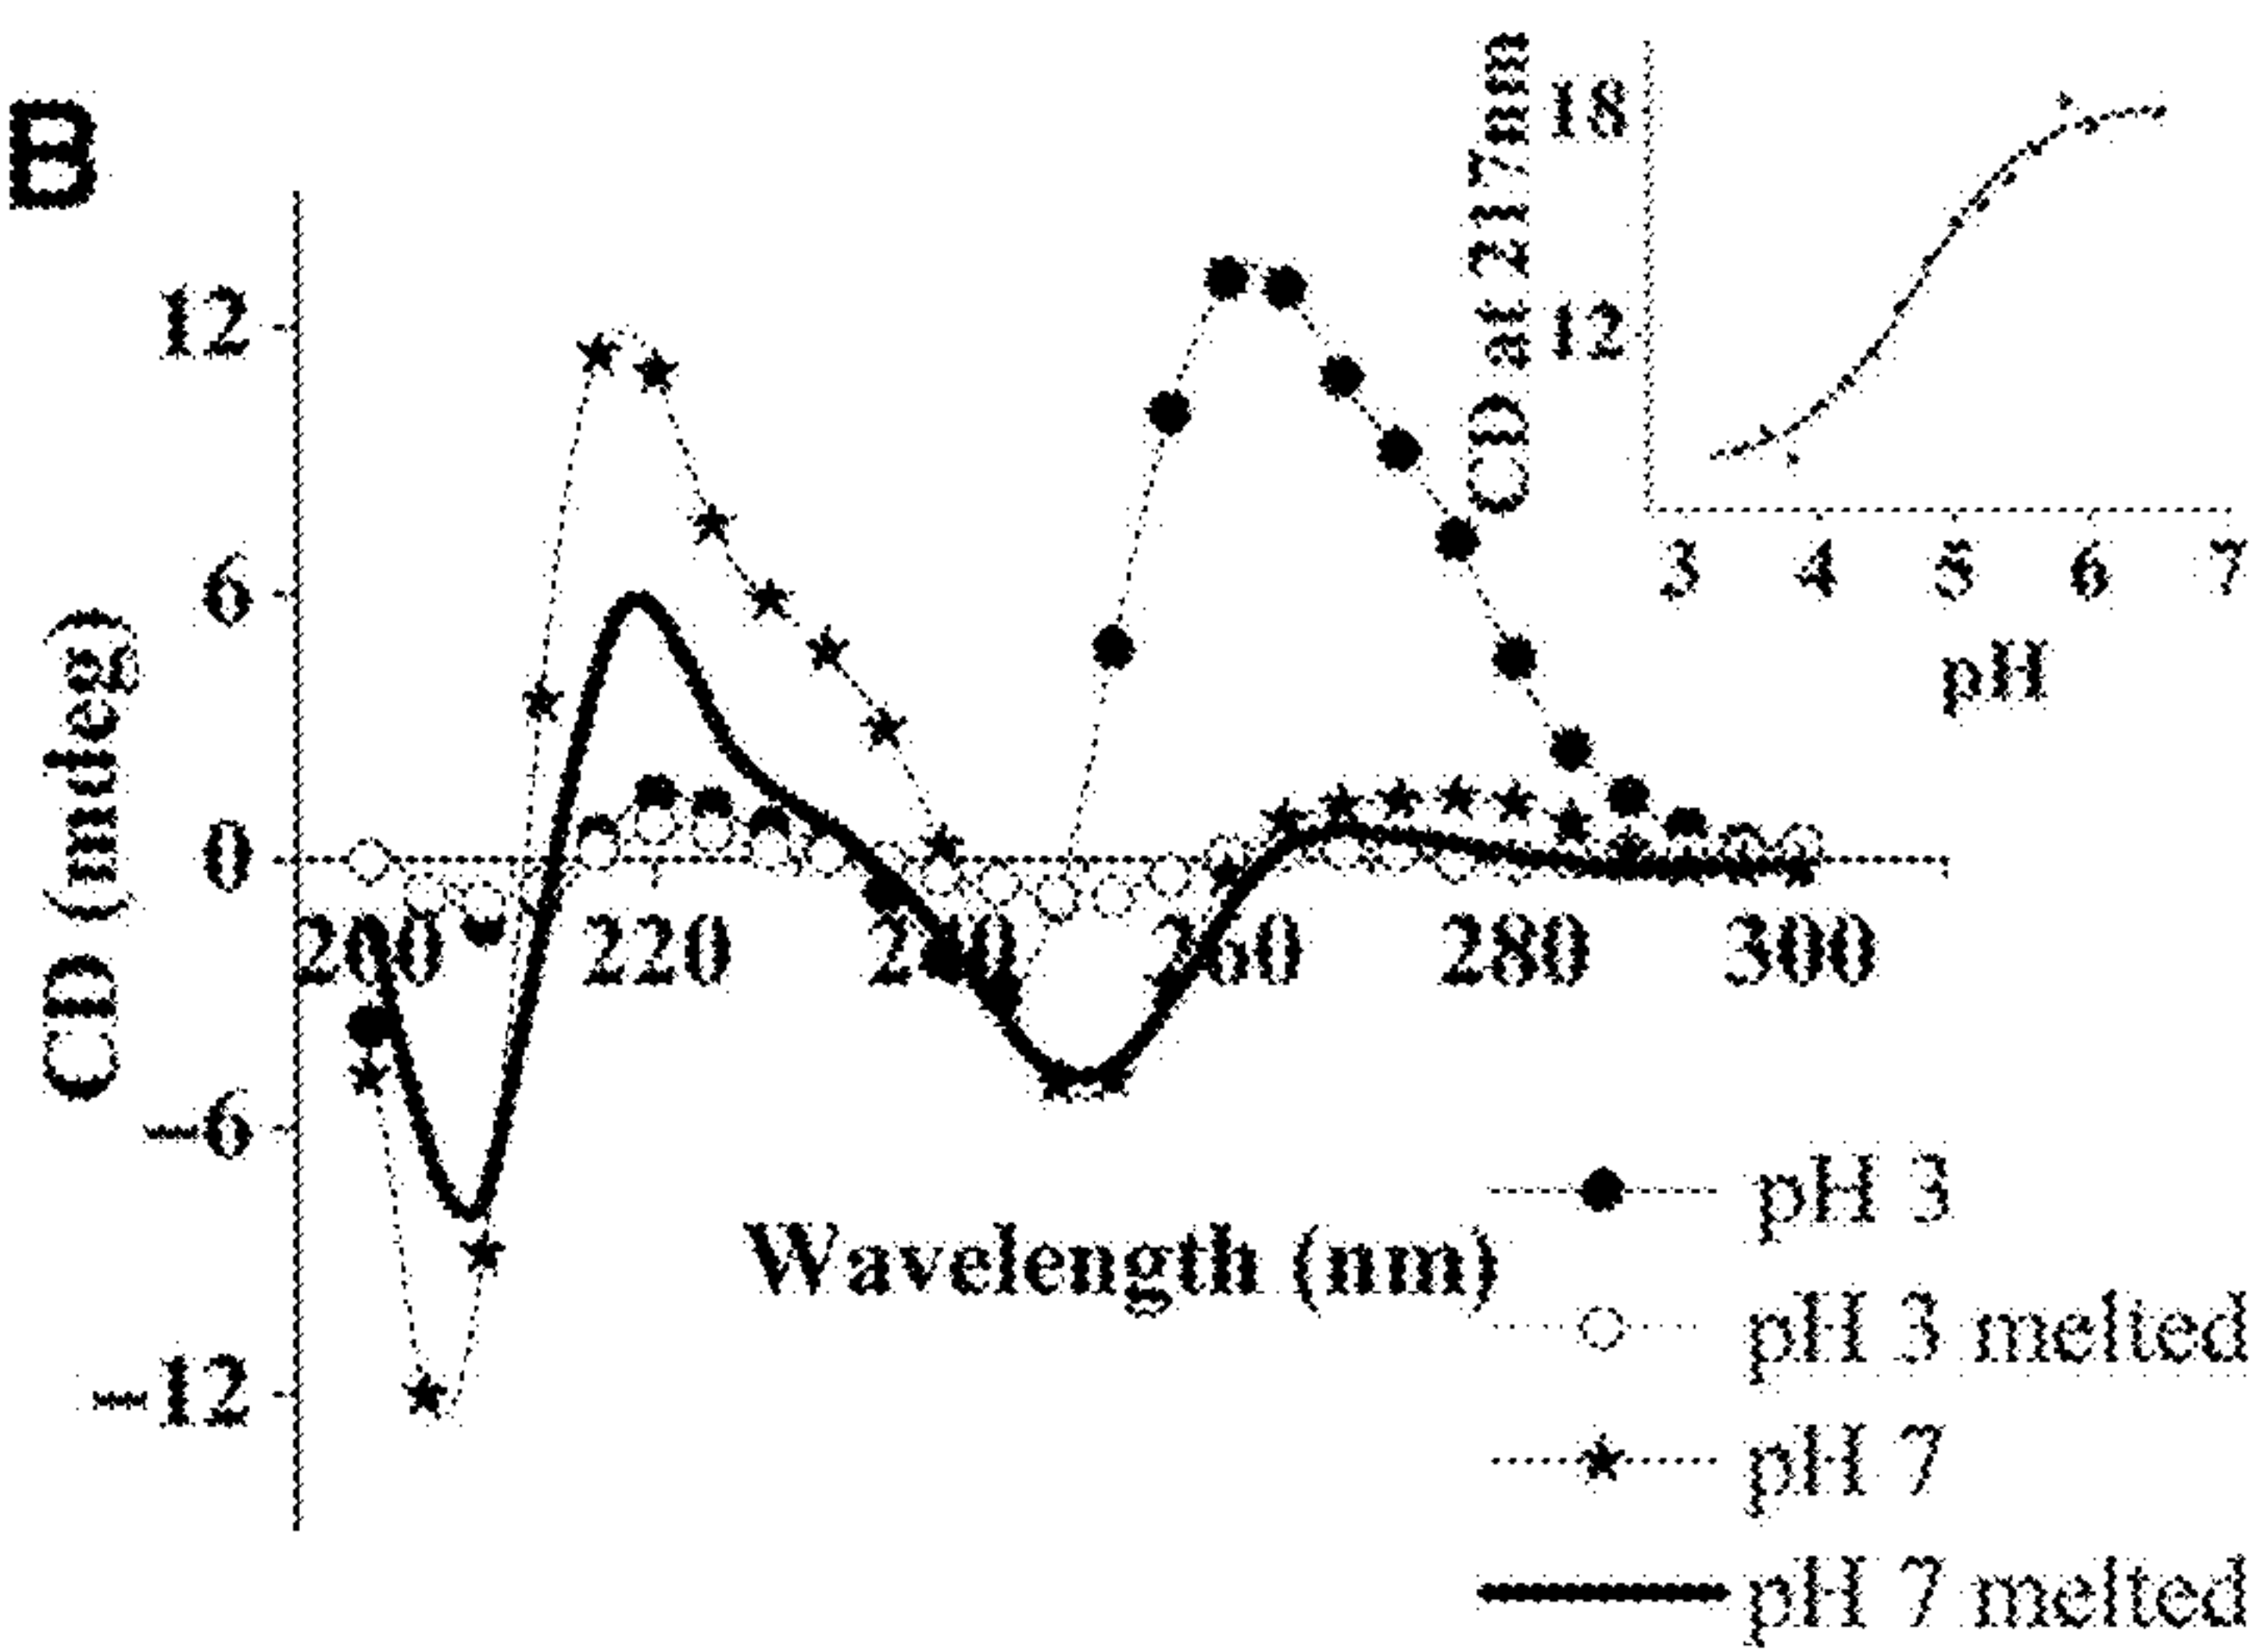 B
CD at 217nm
18
12
3 4 5 6 7
pH
CD (mdeg)
12
6
0
–6
–12
200 220 240 260 280 300
Wavelength (nm)
pH 3
pH 3 melted
pH 7
pH 7 melted